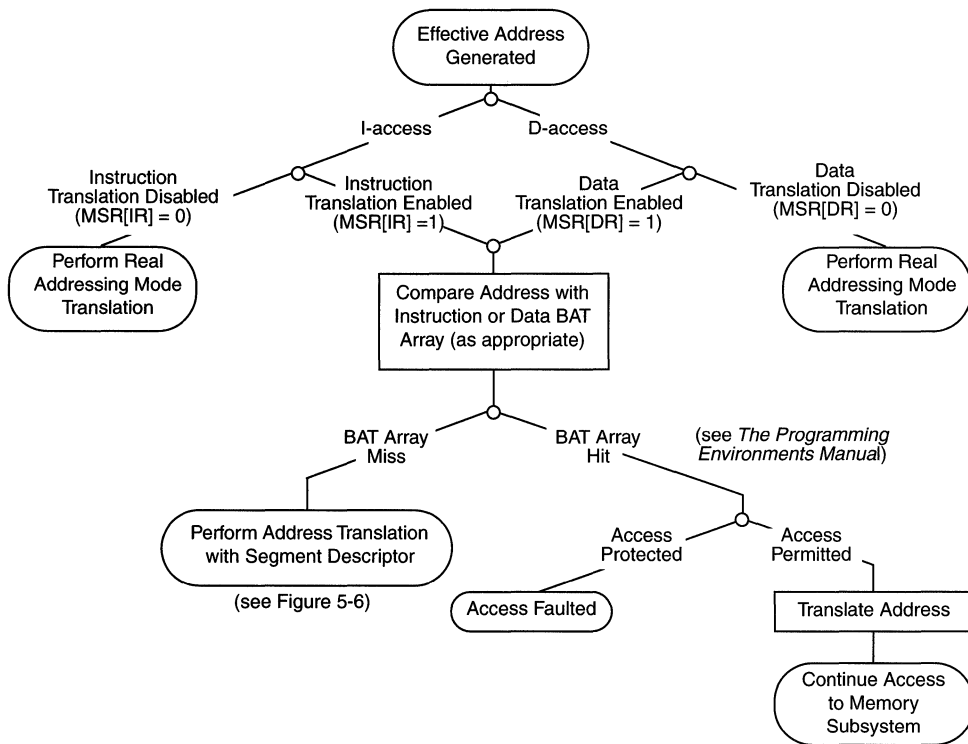 Effective Address
Generated
I-access
D-access
Instruction
Translation Disabled
(MSR[IR] = 0)
Instruction
Translation Enabled
(MSR[IR] =1)
Data
Translation Enabled
(MSR[DR] = 1)
Data
Translation Disabled
(MSR[DR] = 0)
Perform Real
Addressing Mode
Translation
Compare Address with
Instruction or Data BAT
Array (as appropriate)
Perform Real
Addressing Mode
Translation
BAT Array
Miss
BAT Array
Hit
(see The Programming
Environments Manual)
Perform Address Translation
with Segment Descriptor
(see Figure 5-6)
Access
Protected
Access
Permitted
Access Faulted
Translate Address
Continue Access
to Memory
Subsystem